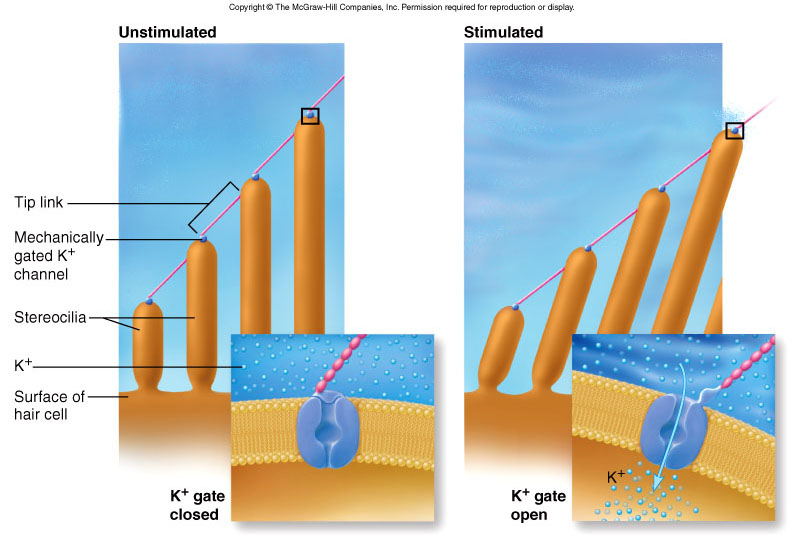 Copyright © The McGraw-Hill Companies, Inc. Permission required for reproduction or display.
Unstimulated
Stimulated
Tip link
Mechanically
gated K⁺
channel
Stereocilia
K⁺
Surface of
hair cell
K⁺ gate
closed
K⁺
K⁺ gate
open